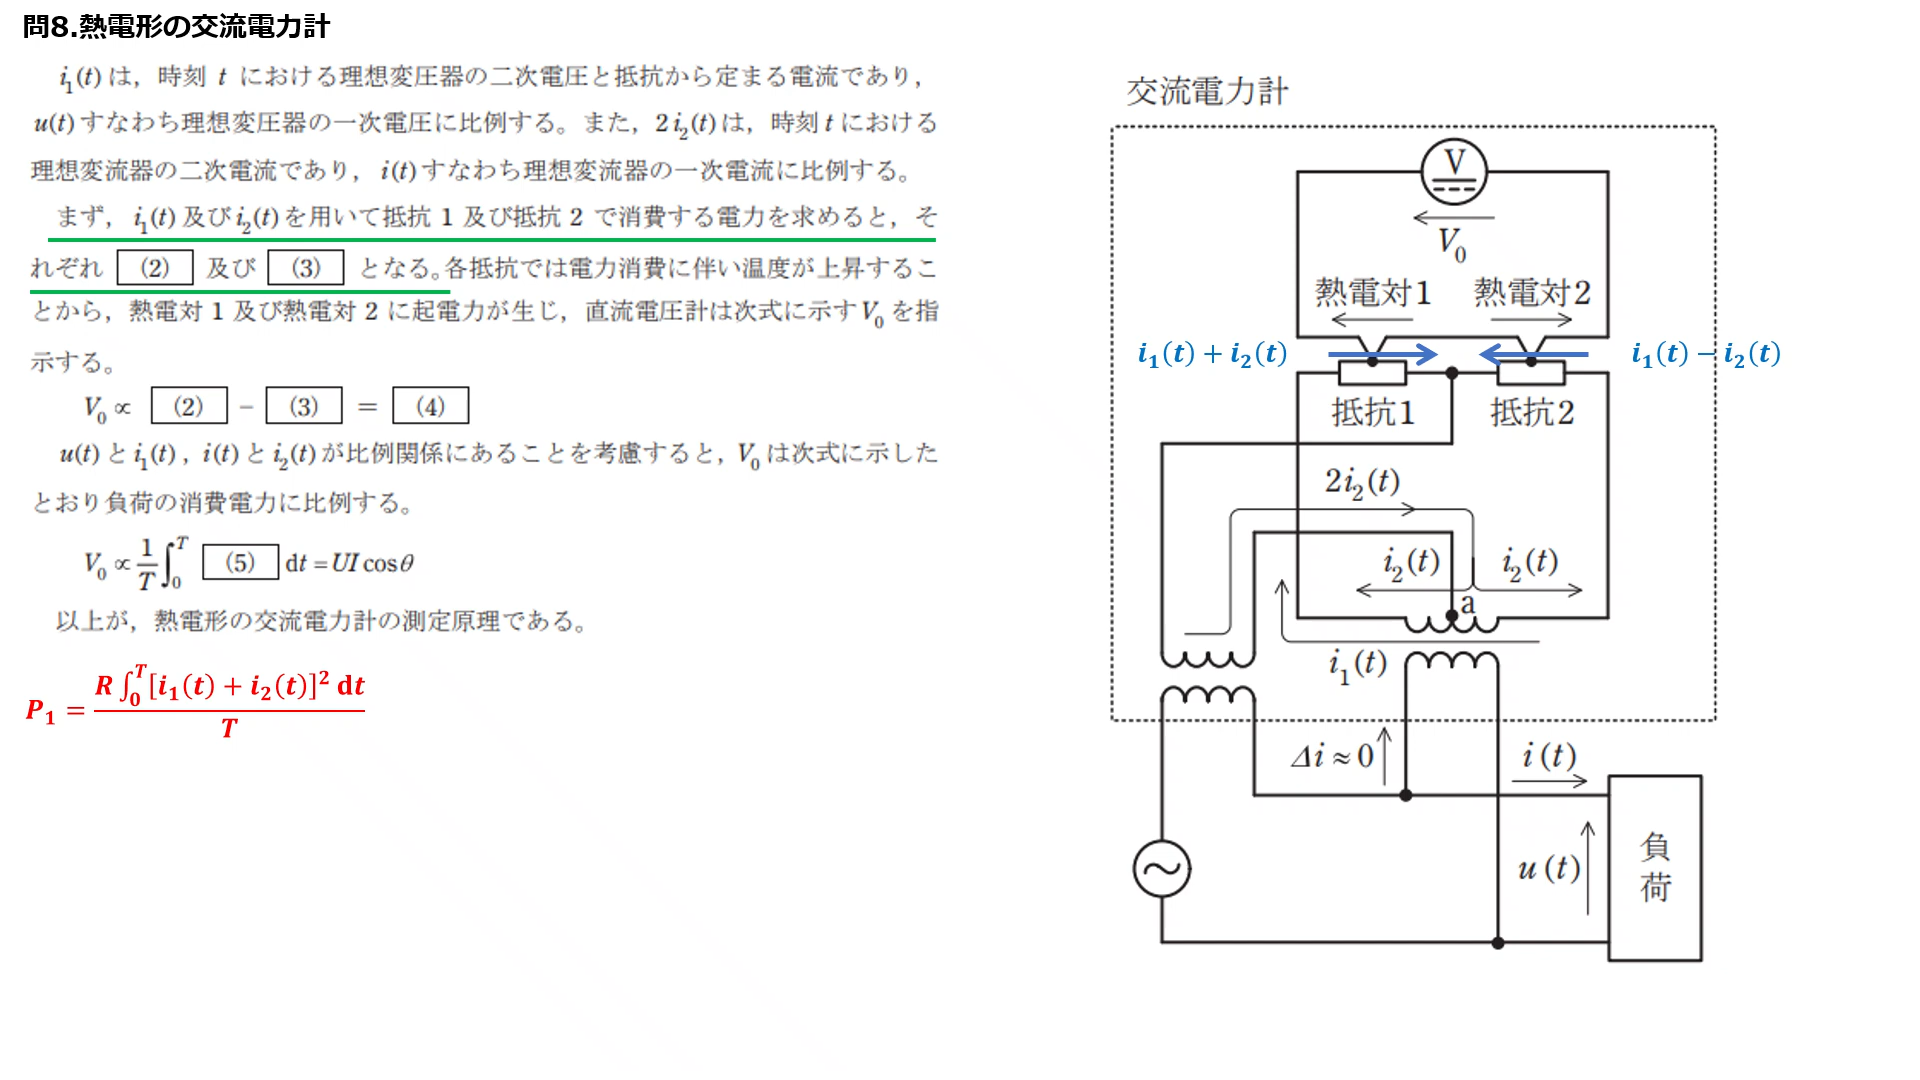 問8.熱電形の交流電力計
i₁(t) は，時刻 t における理想変圧器の二次電圧と抵抗から定まる電流であり，
u(t) すなわち理想変圧器の一次電圧に比例する。また，2i₂(t) は，時刻 t における
理想変流器の二次電流であり，i(t) すなわち理想変流器の一次電流に比例する。
まず，i₁(t) 及び i₂(t) を用いて抵抗 1 及び抵抗 2 で消費する電力を求めると，そ
れぞれ (2) 及び (3) となる。各抵抗では電力消費に伴い温度が上昇するこ
とから，熱電対 1 及び熱電対 2 に起電力が生じ，直流電圧計は次式に示す V₀ を指
示する。
V₀ ∝ (2) − (3) = (4)
u(t) と i₁(t)，i(t) と i₂(t) が比例関係にあることを考慮すると，V₀ は次式に示した
とおり負荷の消費電力に比例する。
V₀ ∝ 1/T ∫₀ᵀ (5) dt = UI cosθ
以上が，熱電形の交流電力計の測定原理である。
P₁ = R ∫₀ᵀ [i₁(t) + i₂(t)]² dt / T
交流電力計
V
V₀
熱電対1 熱電対2
i₁(t) + i₂(t)
i₁(t) − i₂(t)
抵抗1 抵抗2
2i₂(t)
i₂(t) i₂(t)
a
i₁(t)
Δi ≈ 0
i(t)
u(t)
負荷